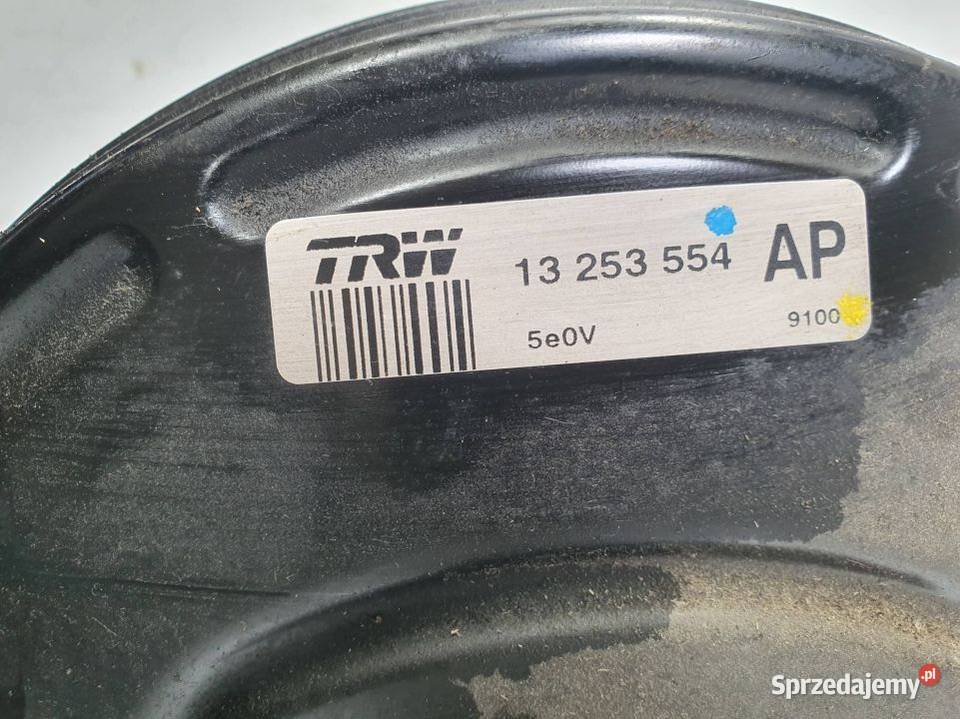 TRW
13 253 554 AP
5e0V
9100
Sprzedajemy.pl